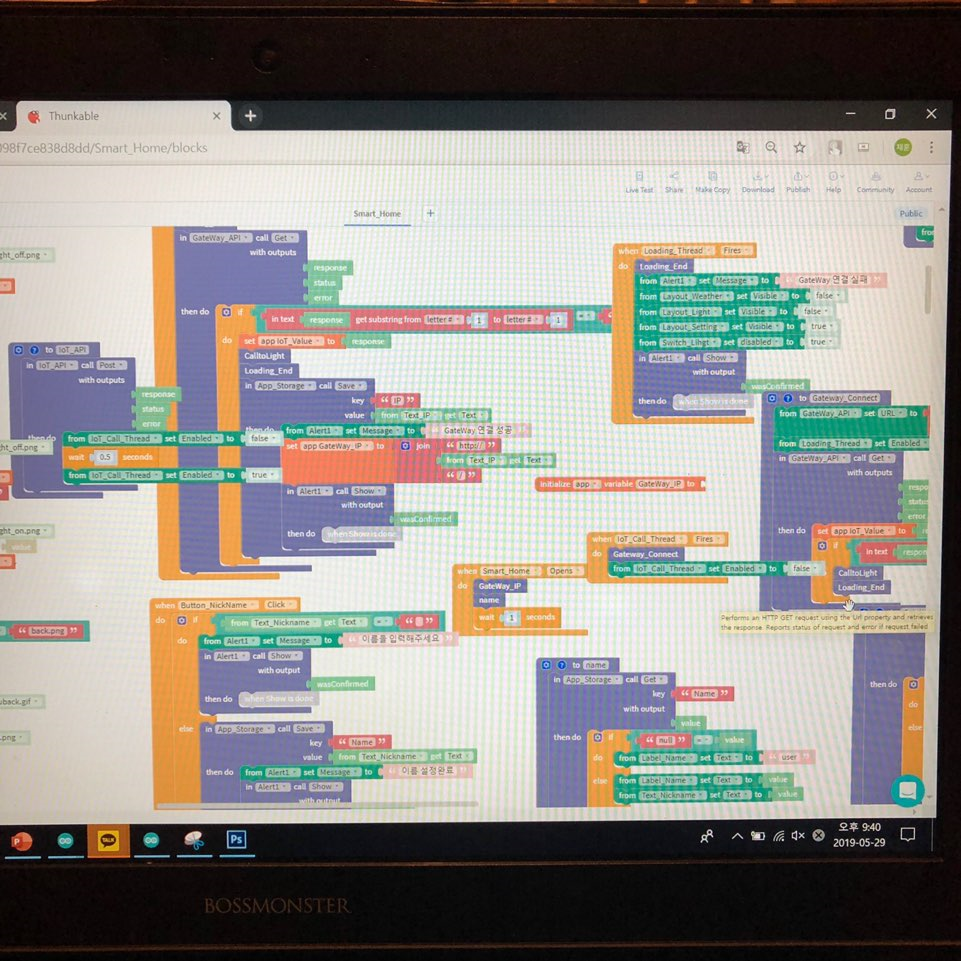 Thunkable
098f7ce838d8dd/Smart_Home/blocks
재훈
Live Test
Share
Make Copy
Download
Publish
Help
Community
Account
Smart_Home
Public
ght_off.png
ght_off.png
ght_on.png
value
back.png
uback.gif
.png
to IoT_API
in IoT_API call Post
with outputs
response
status
error
then do
from IoT_Call_Thread set Enabled to false
wait 0.5 seconds
from IoT_Call_Thread set Enabled to true
in GateWay_API call Get
with outputs
response
status
error
then do
if
in text response get substring from letter # 1 to letter # 1
do
set app IoT_Value to response
CalltoLight
Loading_End
in App_Storage call Save
key “ IP ”
value from Text_IP get Text
from Alert1 set Message to “ GateWay 연결 성공 ”
set app GateWay_IP to join “ http:// ”
from Text_IP get Text
“ / ”
in Alert1 call Show
with output
wasConfirmed
then do when Show is done
when Loading_Thread Fires
do
Loading_End
from Alert1 set Message to “ GateWay 연결 실패 ”
from Layout_Weather set Visible to false
from Layout_Light set Visible to false
from Layout_Setting set Visible to true
from Switch_Lihgt set disabled to true
in Alert1 call Show
with output
wasConfirmed
then do when Show is done
initialize app variable GateWay_IP to
to Gateway_Connect
from GateWay_API set URL to
from Loading_Thread set Enabled
in GateWay_API call Get
with outputs
respo
status
error
then do
set app IoT_Value to
if in text respon
CalltoLight
Loading_End
Performs an HTTP GET request using the Url property and retrieves
the response. Reports status of request and error if request failed
then do
do
else
when IoT_Call_Thread Fires
do
Gateway_Connect
from IoT_Call_Thread set Enabled to false
when Smart_Home Opens
do
GateWay_IP
name
wait 1 seconds
when Button_NickName Click
do
if from Text_Nickname get Text = “ ”
do
from Alert1 set Message to “ 이름을 입력해주세요 ”
in Alert1 call Show
with output
wasConfirmed
then do when Show is done
else
in App_Storage call Save
key “ Name ”
value from Text_Nickname get Text
then do
from Alert1 set Message to “ 이름 설정완료 ”
in Alert1 call Show
with output
to name
in App_Storage call Get
key “ Name ”
with output
value
then do
if “ null ” = value
do
from Label_Name set Text to “ user ”
else
from Label_Name set Text to value
from Text_Nickname set Text to value
TALK
Ps
오후 9:40
2019-05-29
BOSSMONSTER